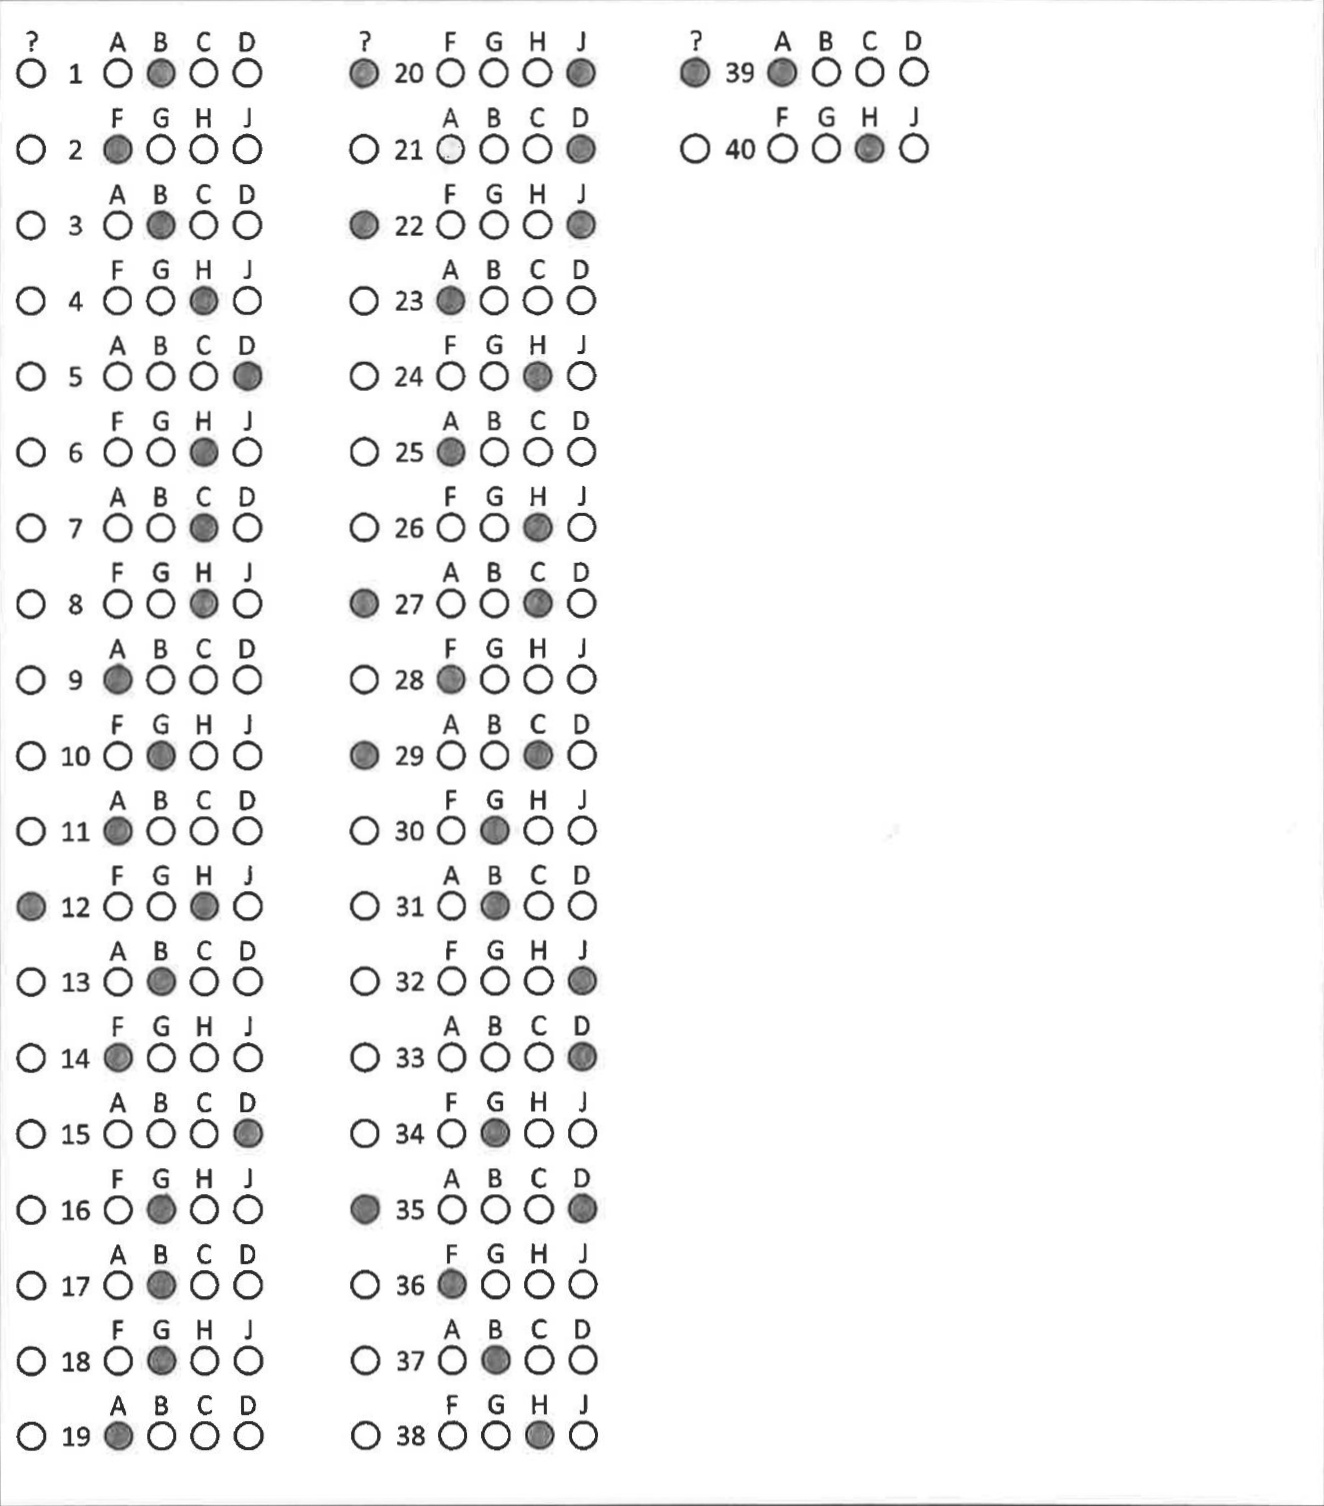 ? A B C D
1
F G H J
2
A B C D
3
F G H J
4
A B C D
5
F G H J
6
A B C D
7
F G H J
8
A B C D
9
F G H J
10
A B C D
11
F G H J
12
A B C D
13
F G H J
14
A B C D
15
F G H J
16
A B C D
17
F G H J
18
A B C D
19
? F G H J
20
A B C D
21
F G H J
22
A B C D
23
F G H J
24
A B C D
25
F G H J
26
A B C D
27
F G H J
28
A B C D
29
F G H J
30
A B C D
31
F G H J
32
A B C D
33
F G H J
34
A B C D
35
F G H J
36
A B C D
37
F G H J
38
? A B C D
39
F G H J
40